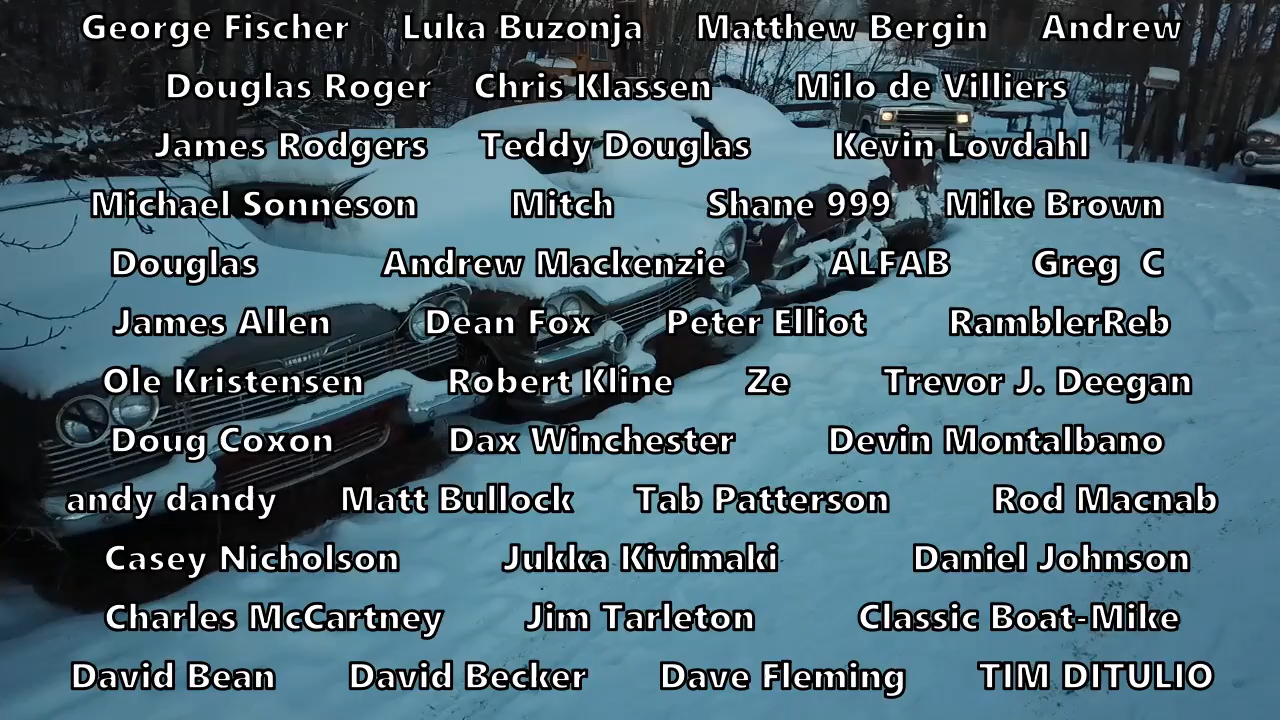 George Fischer Luka Buzonja Matthew Bergin Andrew
Douglas Roger Chris Klassen Milo de Villiers
James Rodgers Teddy Douglas Kevin Lovdahl
Michael Sonneson Mitch Shane 999 Mike Brown
Douglas Andrew Mackenzie ALFAB Greg C
James Allen Dean Fox Peter Elliot RamblerReb
Ole Kristensen Robert Kline Ze Trevor J. Deegan
Doug Coxon Dax Winchester Devin Montalbano
andy dandy Matt Bullock Tab Patterson Rod Macnab
Casey Nicholson Jukka Kivimaki Daniel Johnson
Charles McCartney Jim Tarleton Classic Boat-Mike
David Bean David Becker Dave Fleming TIM DITULIO